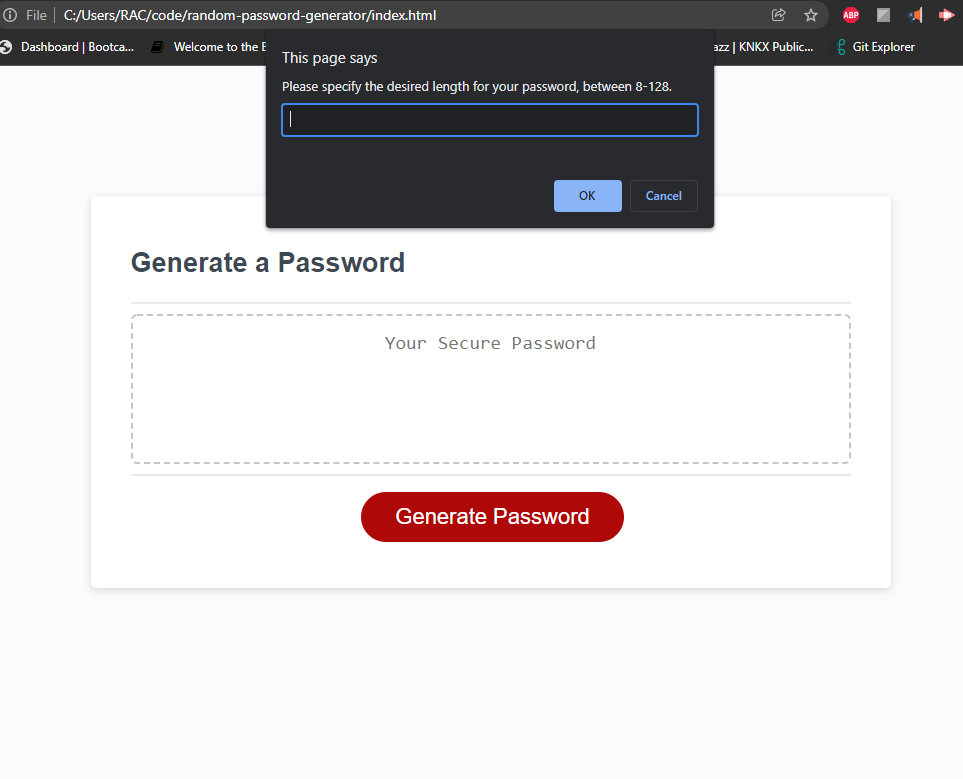 File C:/Users/RAC/code/random-password-generator/index.html ABP
Dashboard | Bootca... Welcome to the azz | KNKX Public... Git Explorer
This page says
Please specify the desired length for your password, between 8-128.
OK Cancel
Generate a Password
Your Secure Password
Generate Password